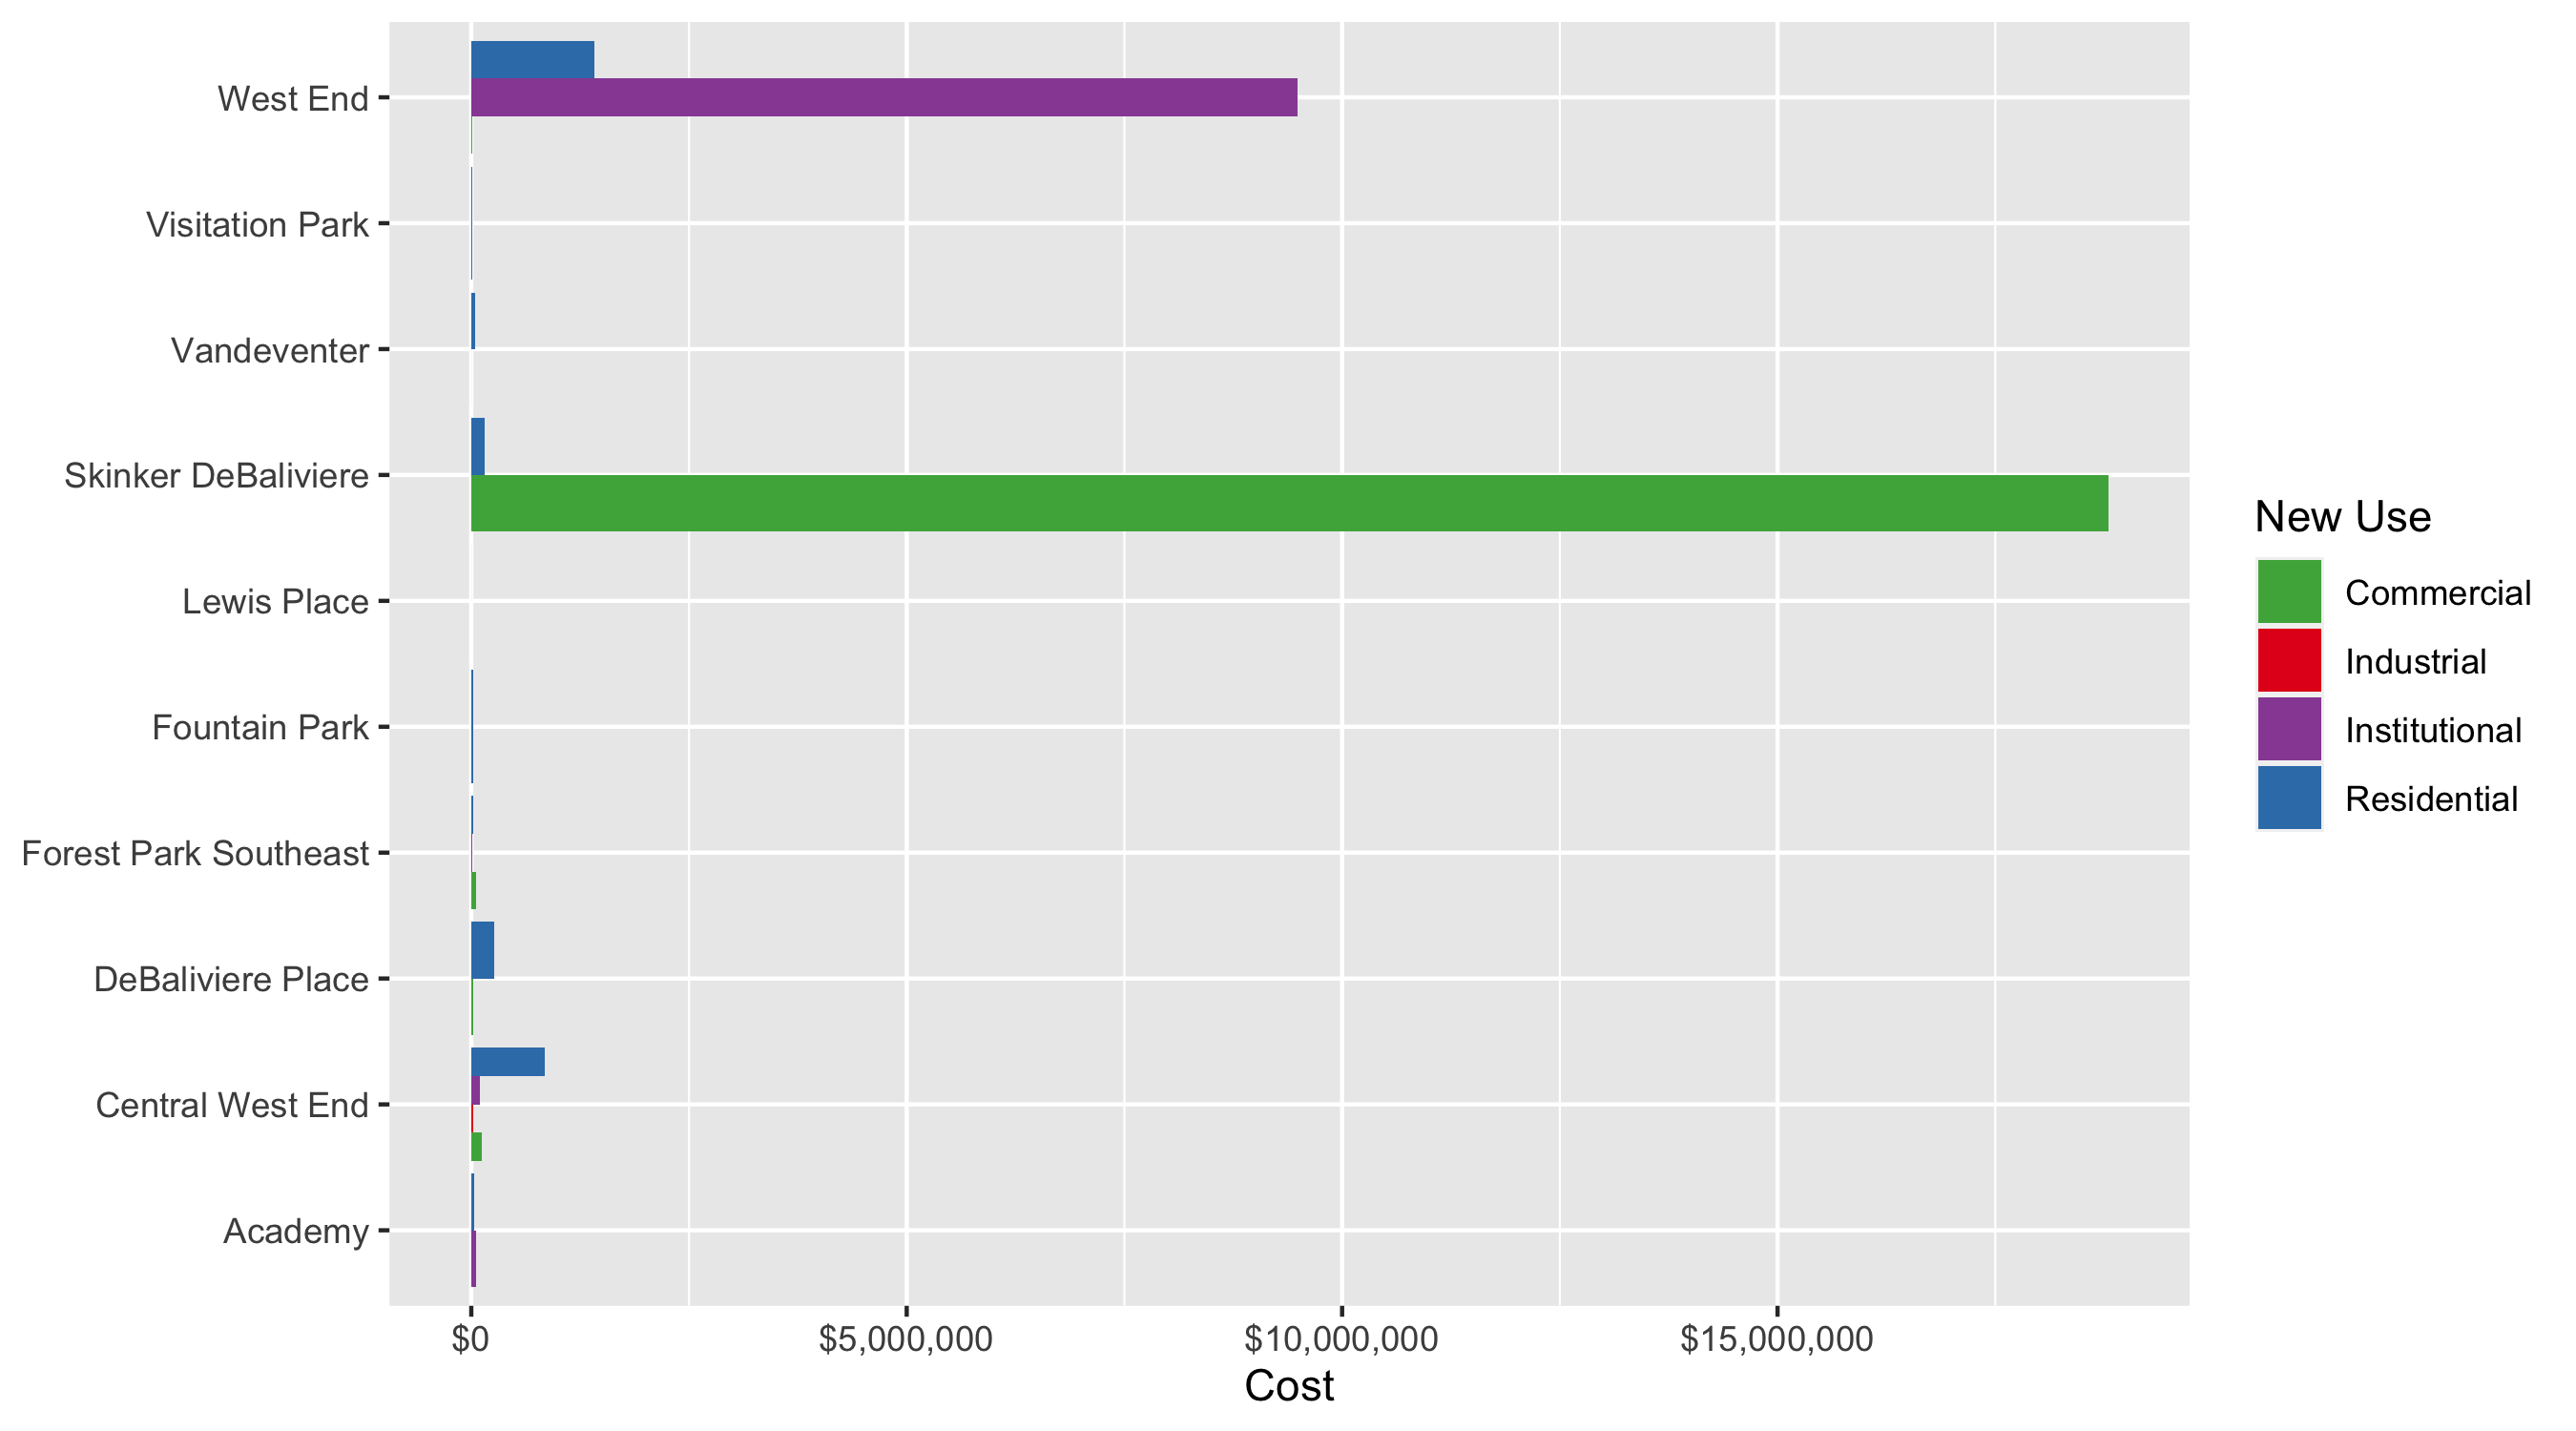 West End
Visitation Park
Vandeventer
Skinker DeBaliviere
Lewis Place
Fountain Park
Forest Park Southeast
DeBaliviere Place
Central West End
Academy
$0 $5,000,000 $10,000,000 $15,000,000
Cost
New Use
Commercial
Industrial
Institutional
Residential